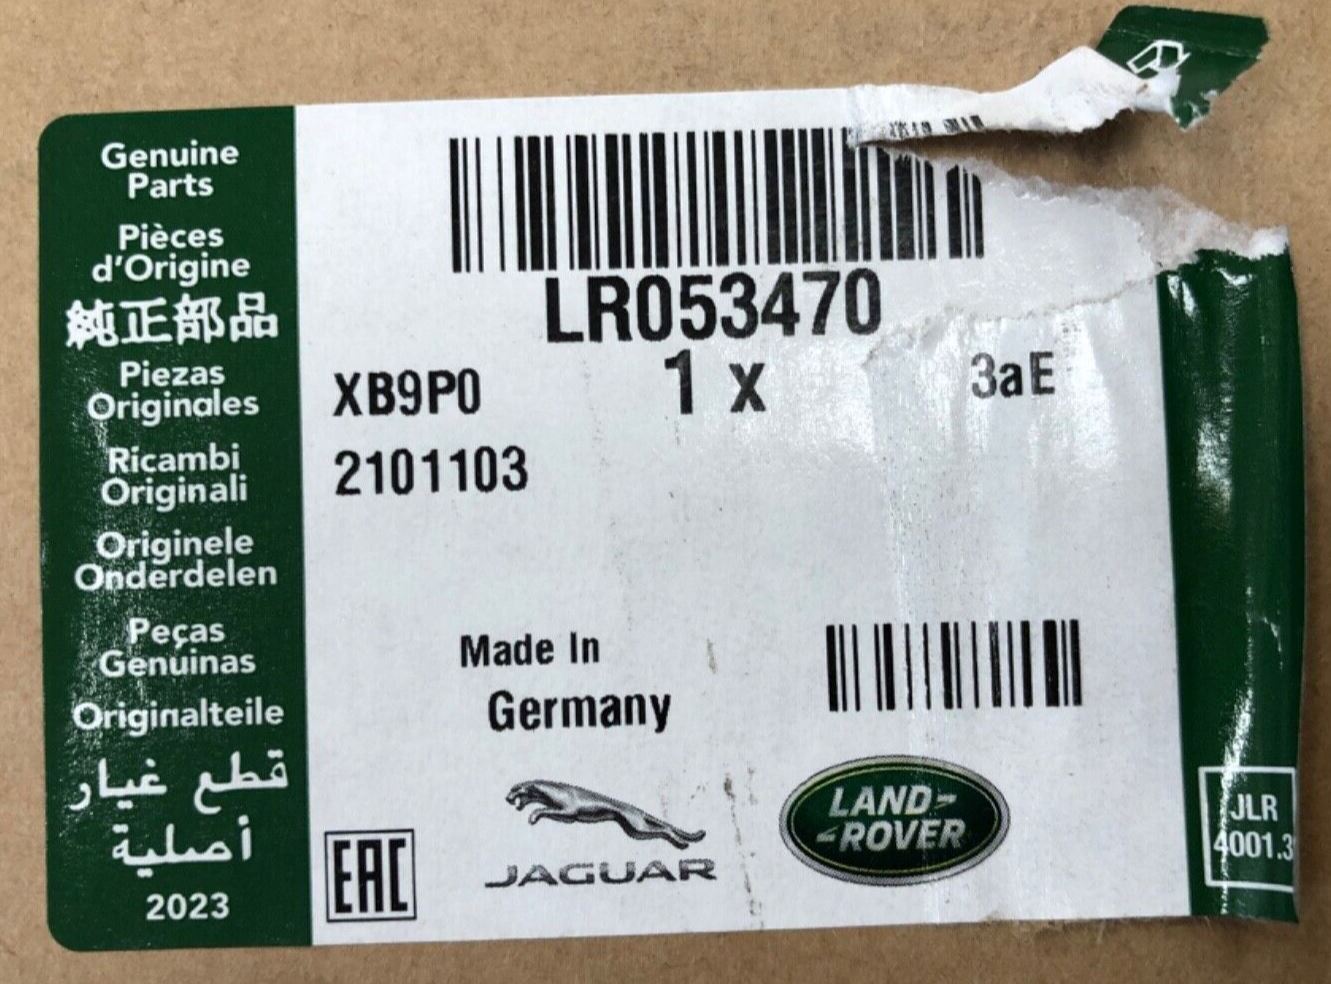 Genuine
Parts
Pièces
d'Origine
純正部品
Piezas
Originales
Ricambi
Originali
Originele
Onderdelen
Peças
Genuinas
Originalteile
قطع غيار
أصلية
2023
LR053470
XB9P0
1 x
3aE
2101103
Made In
Germany
EAC
JAGUAR
LAND-
-ROVER
JLR
4001.3